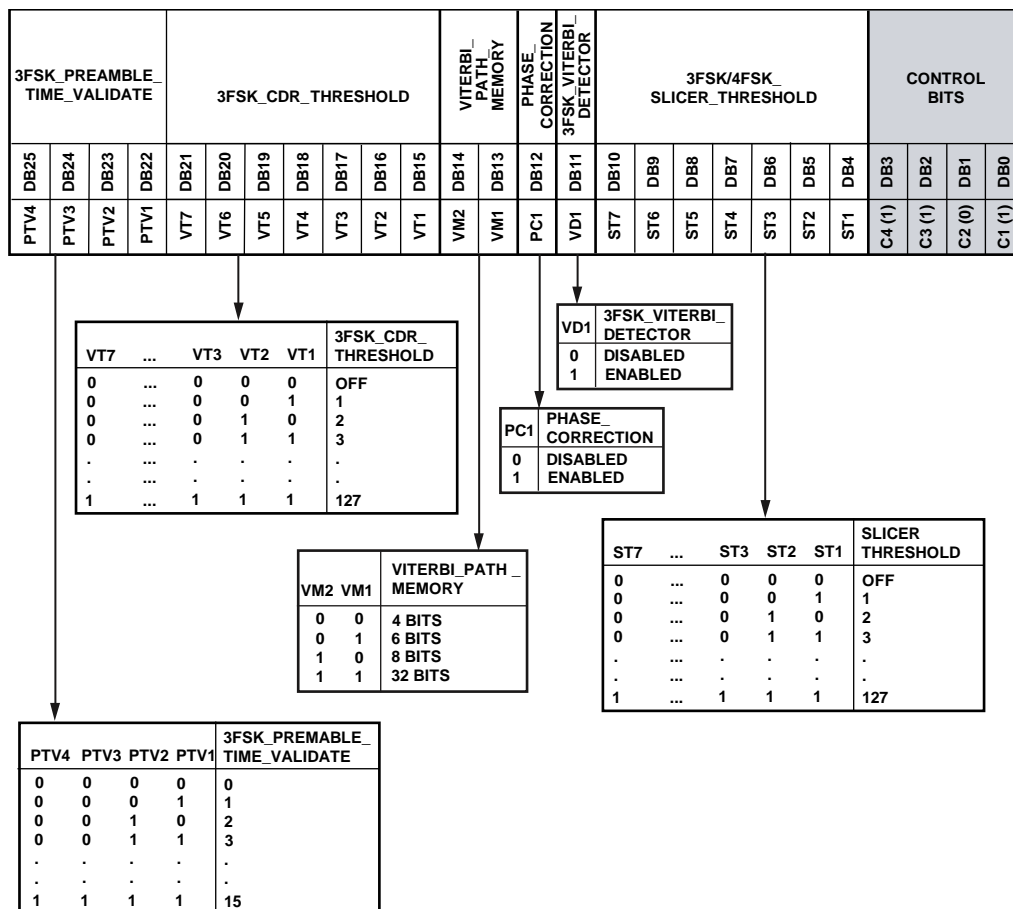 3FSK_PREAMBLE_
TIME_VALIDATE
3FSK_CDR_THRESHOLD
VITERBI_
PATH_
MEMORY
PHASE_
CORRECTION
3FSK_VITERBI_
DETECTOR
3FSK/4FSK_
SLICER_THRESHOLD
CONTROL
BITS
DB25 DB24 DB23 DB22 DB21 DB20 DB19 DB18 DB17 DB16 DB15 DB14 DB13 DB12 DB11 DB10 DB9 DB8 DB7 DB6 DB5 DB4 DB3 DB2 DB1 DB0
PTV4 PTV3 PTV2 PTV1 VT7 VT6 VT5 VT4 VT3 VT2 VT1 VM2 VM1 PC1 VD1 ST7 ST6 ST5 ST4 ST3 ST2 ST1 C4 (1) C3 (1) C2 (0) C1 (1)
VT7 ... VT3 VT2 VT1 3FSK_CDR_
THRESHOLD
0 ... 0 0 0 OFF
0 ... 0 0 1 1
0 ... 0 1 0 2
0 ... 0 1 1 3
. ... . . . .
. ... . . . .
1 ... 1 1 1 127
VD1 3FSK_VITERBI_
DETECTOR
0 DISABLED
1 ENABLED
PC1 PHASE_
CORRECTION
0 DISABLED
1 ENABLED
ST7 ... ST3 ST2 ST1 SLICER
THRESHOLD
0 ... 0 0 0 OFF
0 ... 0 0 1 1
0 ... 0 1 0 2
0 ... 0 1 1 3
. ... . . . .
. ... . . . .
1 ... 1 1 1 127
VM2 VM1 VITERBI_PATH _
MEMORY
0 0 4 BITS
0 1 6 BITS
1 0 8 BITS
1 1 32 BITS
PTV4 PTV3 PTV2 PTV1 3FSK_PREMABLE_
TIME_VALIDATE
0 0 0 0 0
0 0 0 1 1
0 0 1 0 2
0 0 1 1 3
. . . . .
. . . . .
1 1 1 1 15